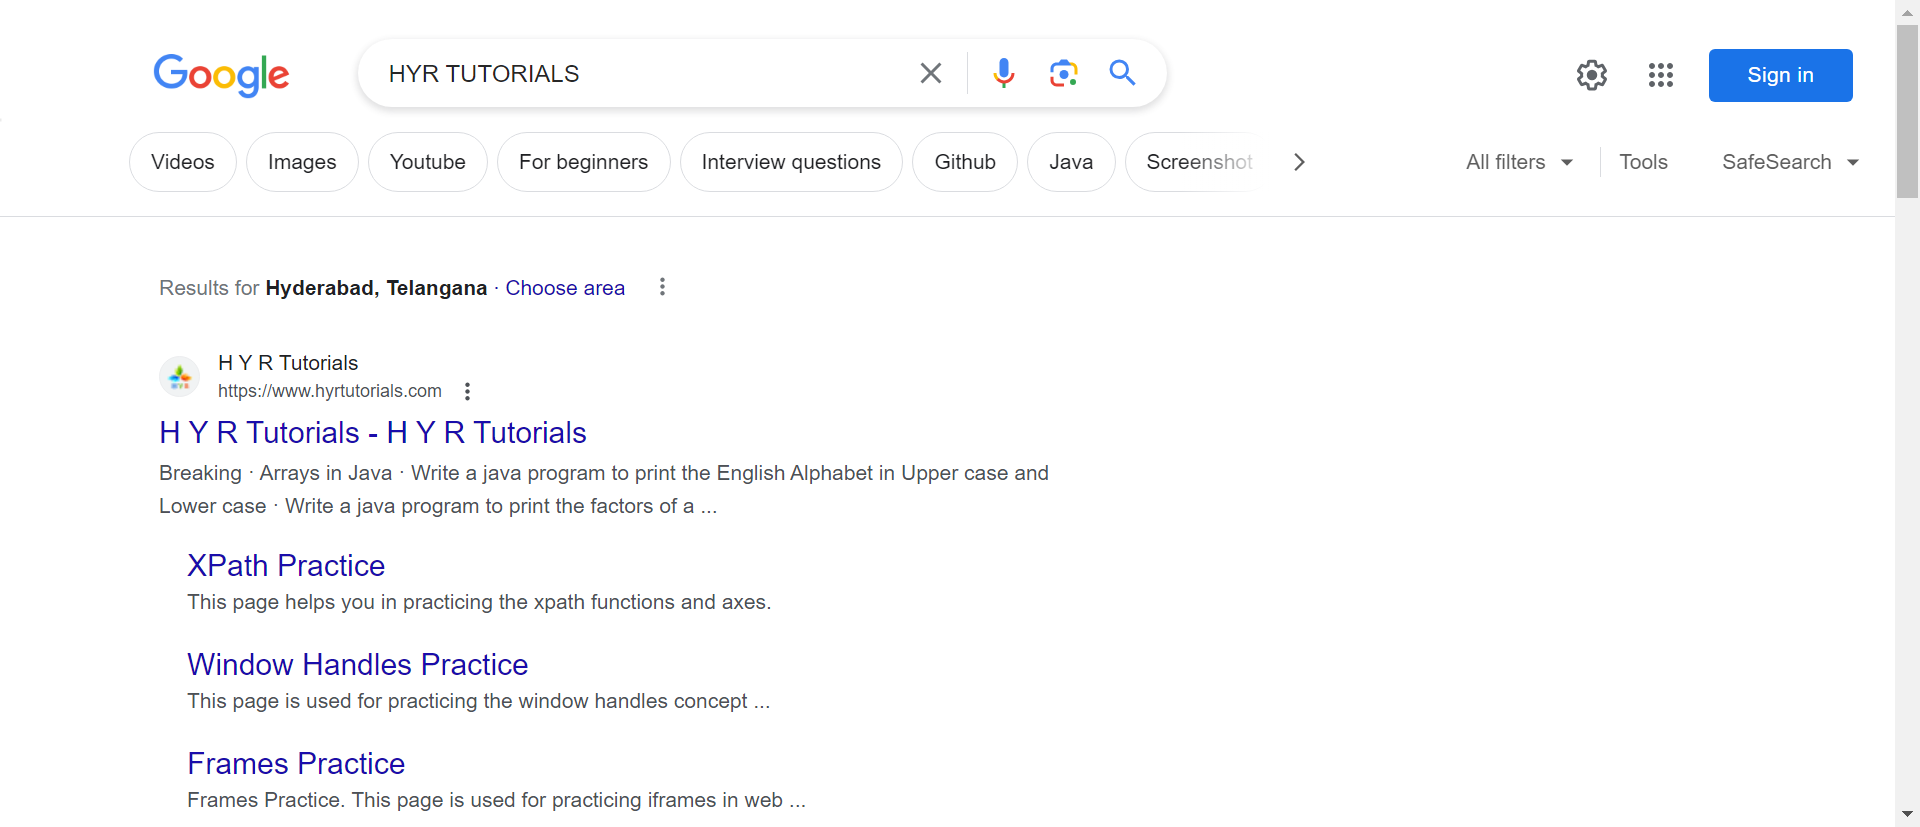 Google
HYR TUTORIALS
Sign in
Videos
Images
Youtube
For beginners
Interview questions
Github
Java
Screenshot
All filters
Tools
SafeSearch
Results for Hyderabad, Telangana · Choose area
H Y R Tutorials
https://www.hyrtutorials.com
H Y R Tutorials - H Y R Tutorials
Breaking · Arrays in Java · Write a java program to print the English Alphabet in Upper case and
Lower case · Write a java program to print the factors of a ...
XPath Practice
This page helps you in practicing the xpath functions and axes.
Window Handles Practice
This page is used for practicing the window handles concept ...
Frames Practice
Frames Practice. This page is used for practicing iframes in web ...